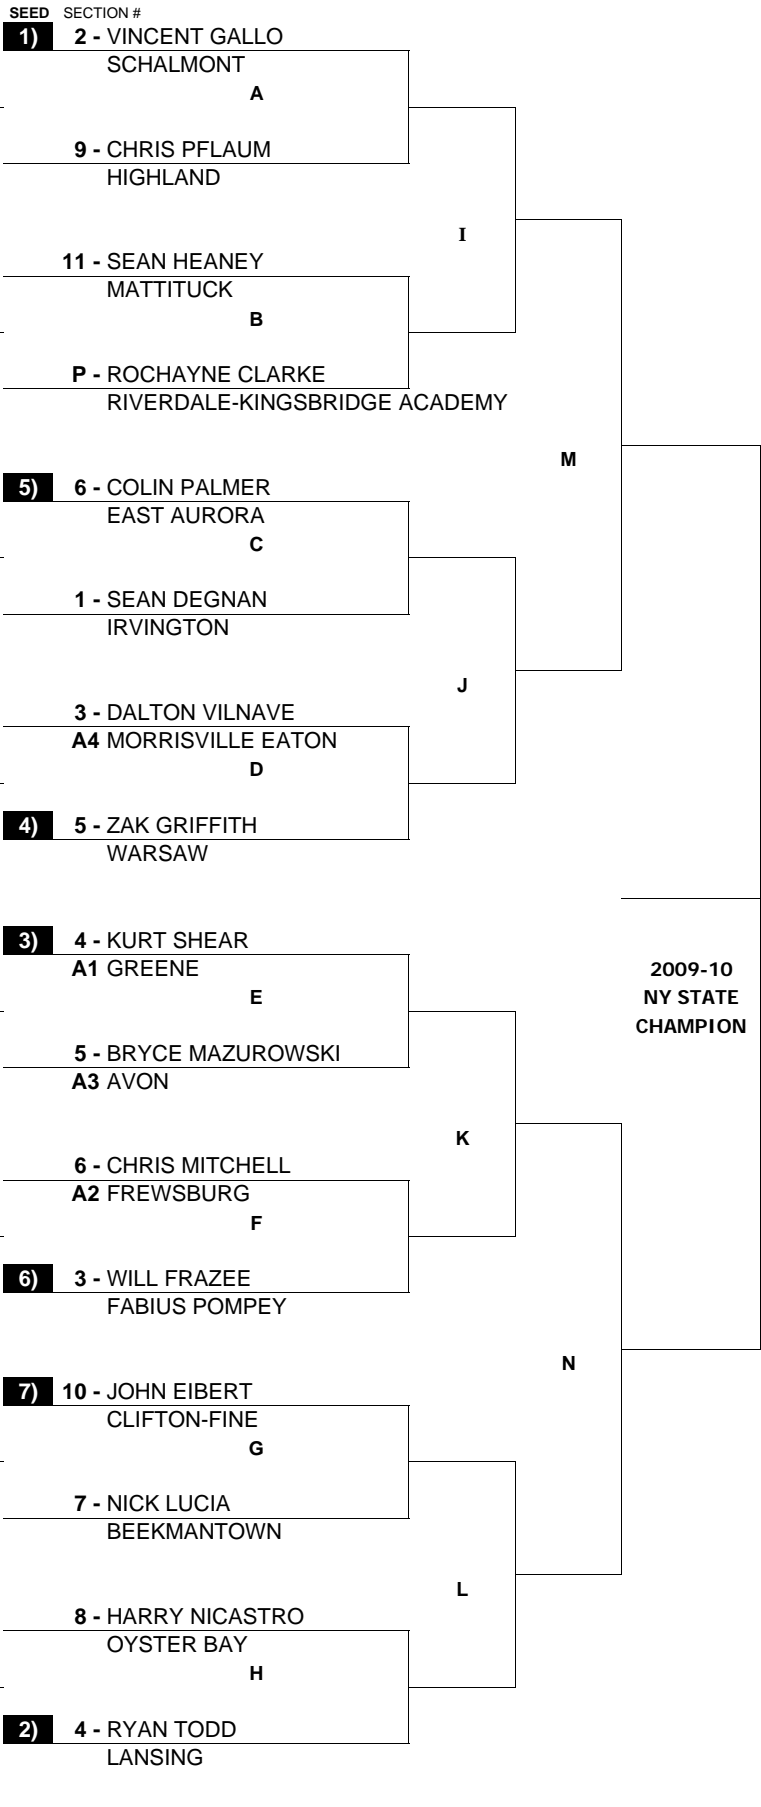 SEED SECTION #
1) 2 - VINCENT GALLO
SCHALMONT
A
9 - CHRIS PFLAUM
HIGHLAND
I
11 - SEAN HEANEY
MATTITUCK
B
P - ROCHAYNE CLARKE
RIVERDALE-KINGSBRIDGE ACADEMY
M
5) 6 - COLIN PALMER
EAST AURORA
C
1 - SEAN DEGNAN
IRVINGTON
J
3 - DALTON VILNAVE
A4 MORRISVILLE EATON
D
4) 5 - ZAK GRIFFITH
WARSAW
3) 4 - KURT SHEAR
A1 GREENE
2009-10
E
NY STATE
CHAMPION
5 - BRYCE MAZUROWSKI
A3 AVON
K
6 - CHRIS MITCHELL
A2 FREWSBURG
F
6) 3 - WILL FRAZEE
FABIUS POMPEY
N
7) 10 - JOHN EIBERT
CLIFTON-FINE
G
7 - NICK LUCIA
BEEKMANTOWN
L
8 - HARRY NICASTRO
OYSTER BAY
H
2) 4 - RYAN TODD
LANSING